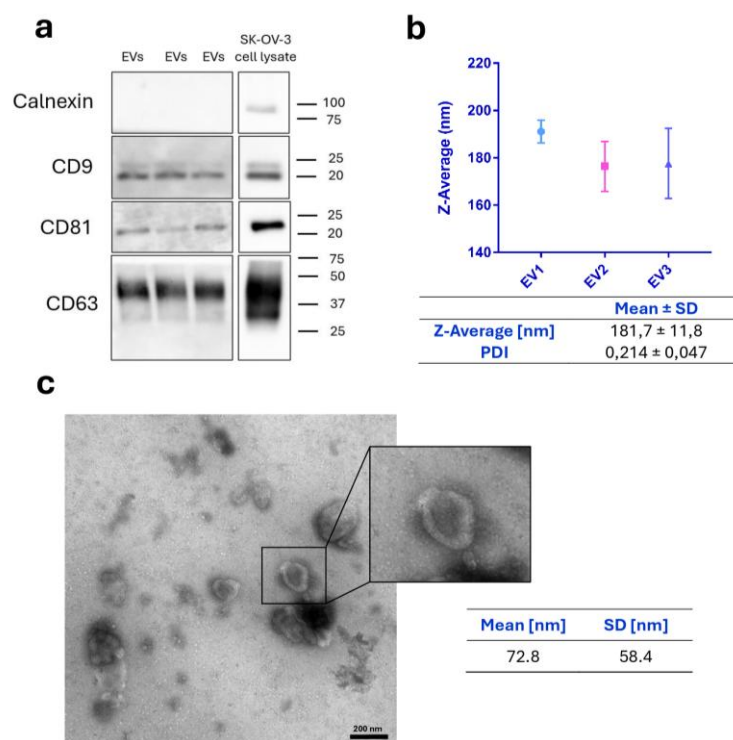 a
EVs EVs EVs
SK-OV-3
cell lysate
Calnexin
100
75
CD9
25
20
CD81
25
20
CD63
75
50
37
25
b
Z-Average (nm)
220
200
180
160
140
EV1 EV2 EV3
Mean ± SD
Z-Average [nm] 181,7 ± 11,8
PDI 0,214 ± 0,047
c
200 nm
Mean [nm] SD [nm]
72.8 58.4